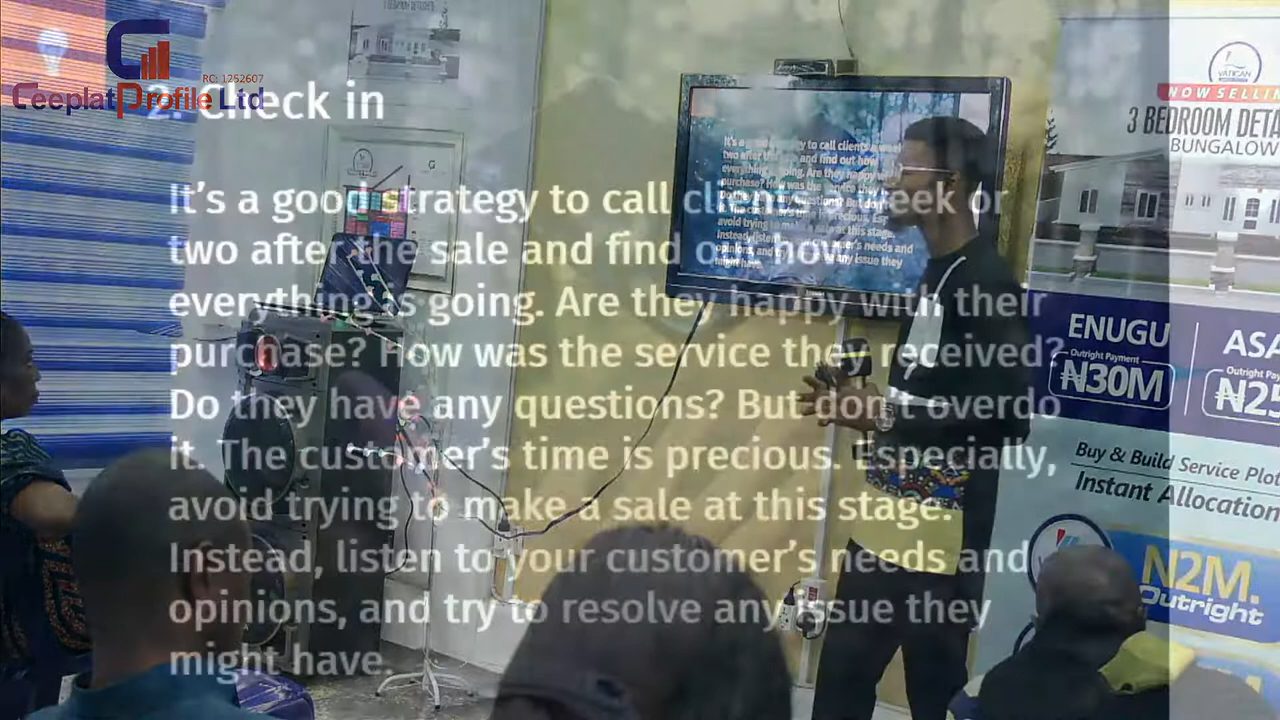 RC: 1252607
Ceeplat Profile Ltd
2. Check in
It's a good strategy to call clients a week or
two after the sale and find out how
everything is going. Are they happy with their
purchase? How was the service they received?
Do they have any questions? But don't overdo
it. The customer's time is precious. Especially,
avoid trying to make a sale at this stage.
Instead, listen to your customer's needs and
opinions, and try to resolve any issue they
might have.
VATICAN
NOW SELLIN
3 BEDROOM DETA
BUNGALOW
ENUGU
Outright Payment
₦30M
ASA
Outright Pay
₦25
Buy & Build Service Plot
Instant Allocation
N2M.
Outright